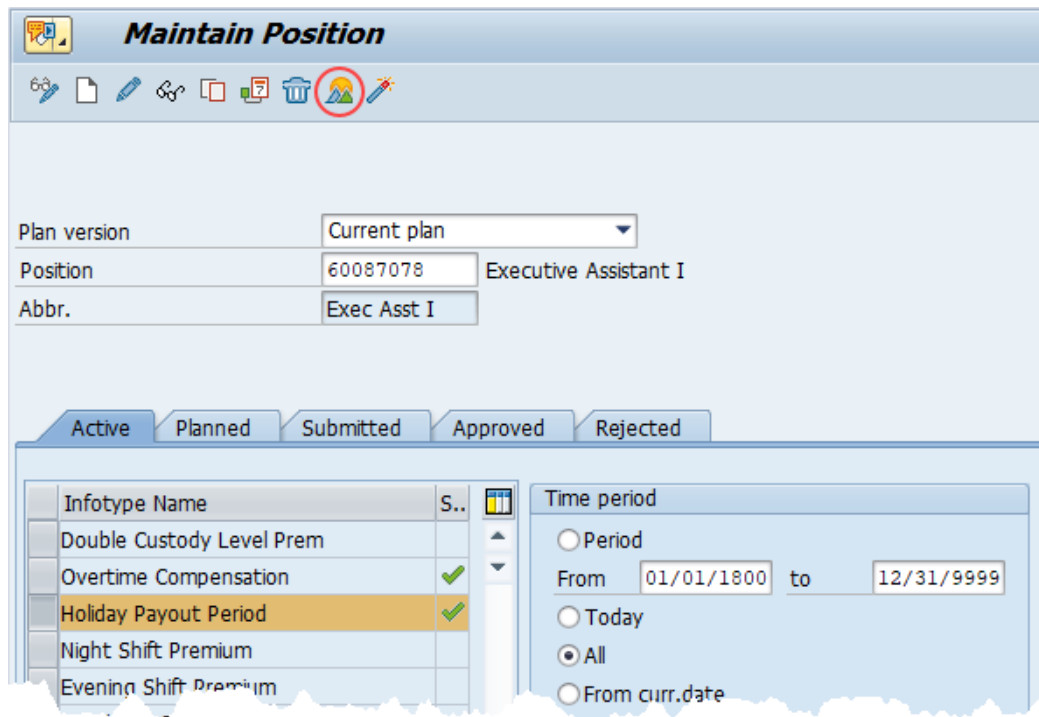 Maintain Position
Plan version Current plan
Position 60087078 Executive Assistant I
Abbr. Exec Asst I
Active Planned Submitted Approved Rejected
Infotype Name S..
Double Custody Level Prem
Overtime Compensation
Holiday Payout Period
Night Shift Premium
Evening Shift Premium
Time period
Period
From 01/01/1800 to 12/31/9999
Today
All
From curr.date